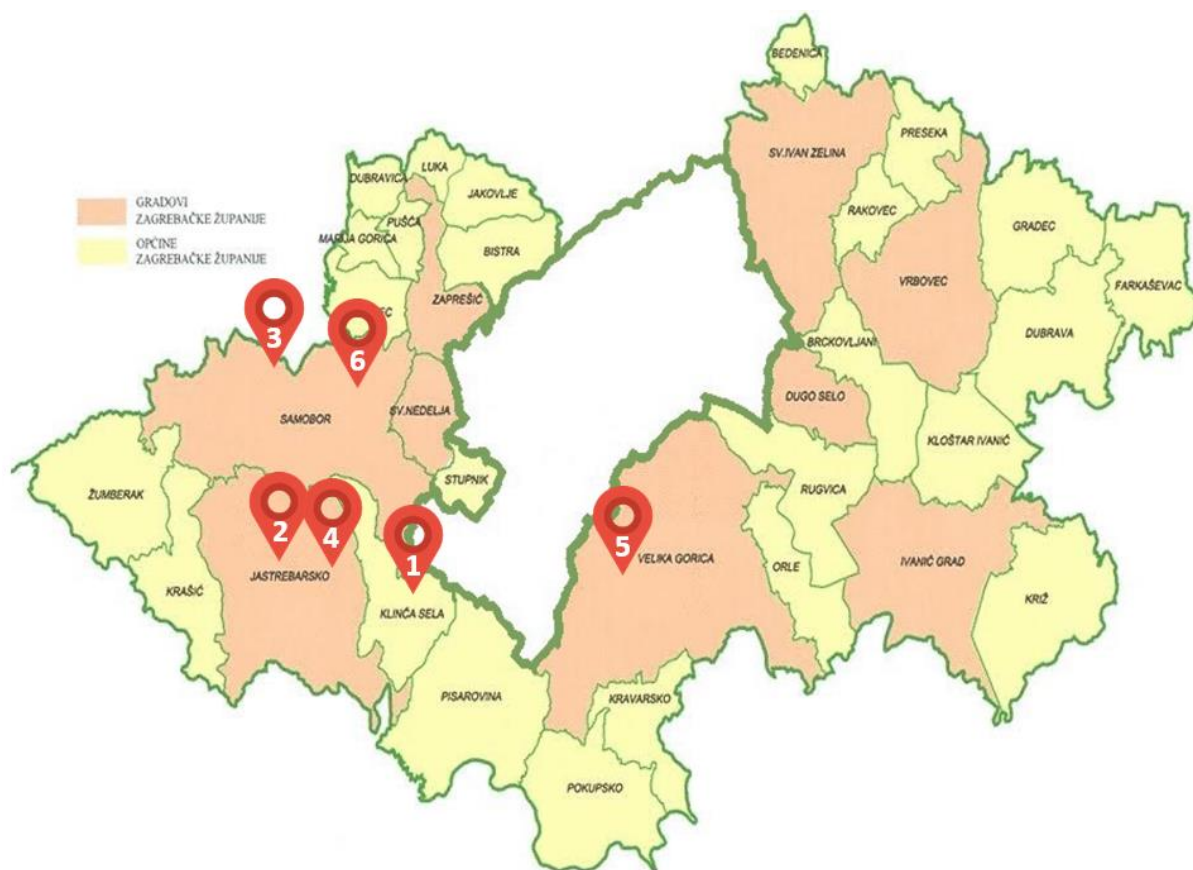 BEDENICA
PRESEKA
SV.IVAN ZELINA
LUKA
DUBRAVICA
JAKOVLJE
GRADOVI
ZAGREBAČKE ŽUPANIJE
OPĆINE
ZAGREBAČKE ŽUPANIJE
PUŠĆA
RAKOVEC
GRADEC
MARIJA GORICA
BISTRA
VRBOVEC
FARKAŠEVAC
ZAPREŠIĆ
3
6
BRCKOVLJANI
DUBRAVA
DUGO SELO
SAMOBOR
SV.NEDELJA
KLOŠTAR IVANIĆ
ŽUMBERAK
STUPNIK
RUGVICA
2
4
5
1
VELIKA GORICA
IVANIĆ GRAD
ORLE
JASTREBARSKO
KRAŠIĆ
KLINČA SELA
KRIŽ
PISAROVINA
KRAVARSKO
POKUPSKO